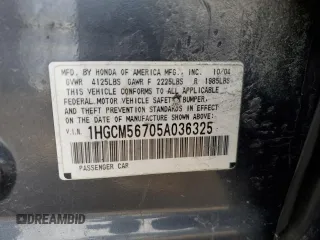 MFD. BY HONDA OF AMERICA MFG., INC. 10/04
GVWR 4125LBS GAWR F 2225LBS R 1985LBS
THIS VEHICLE CONFORMS TO ALL APPLICABLE
FEDERAL MOTOR VEHICLE SAFETY, BUMPER,
AND THEFT PREVENTION STANDARDS IN EFFECT
ON THE DATE OF MANUFACTURE SHOWN ABOVE.
V.I.N. 1HGCM56705A036325
PASSENGER CAR
DREAMBID